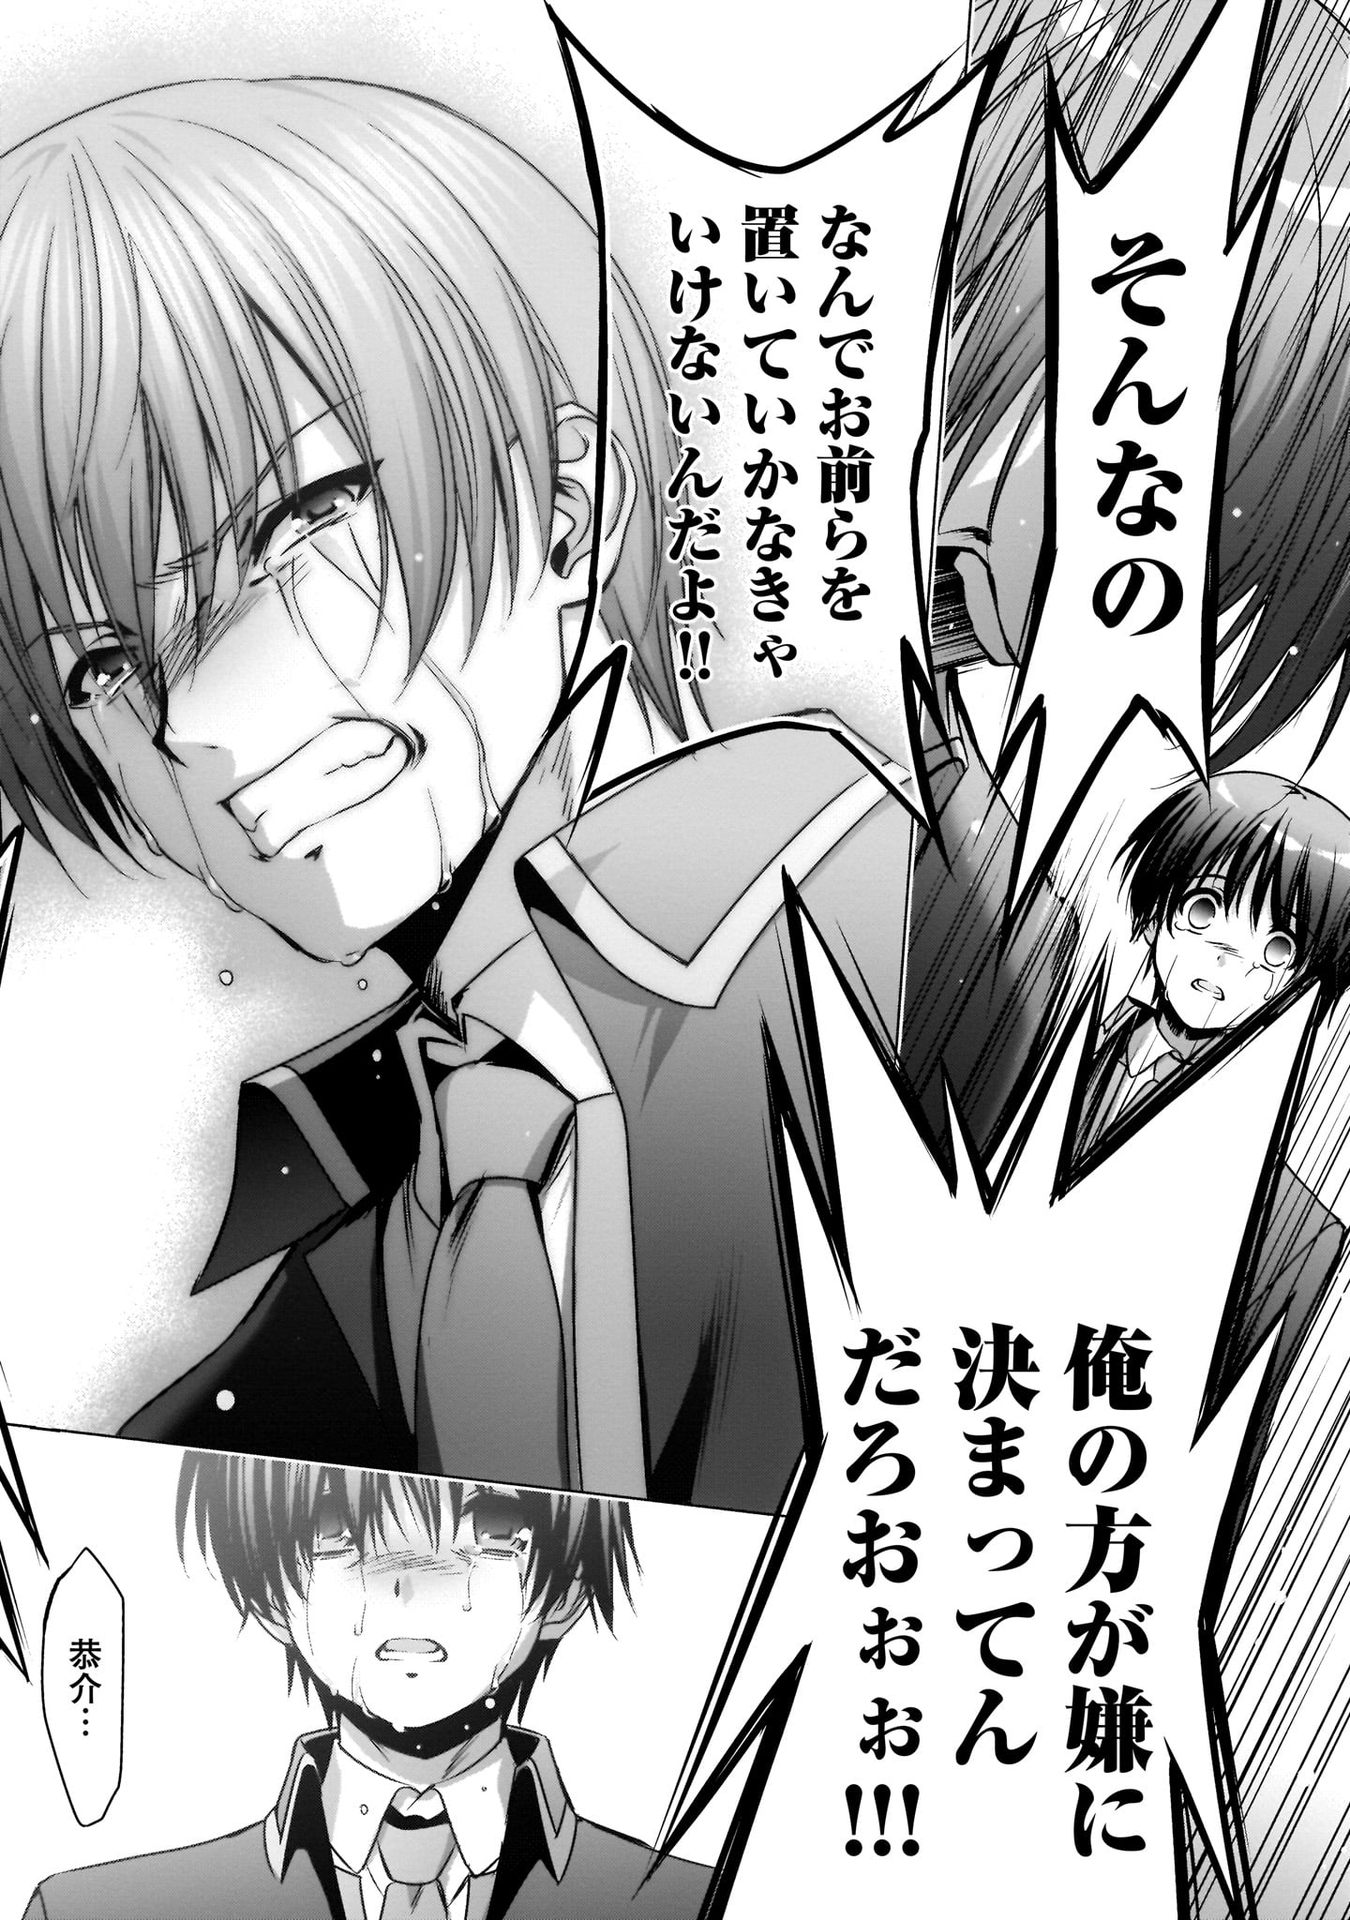 そんなの
俺の方が嫌に
決まってん
だろおぉぉぉ!!!
なんでお前らを
置いていかなきゃ
いけないんだよ!!
恭介…